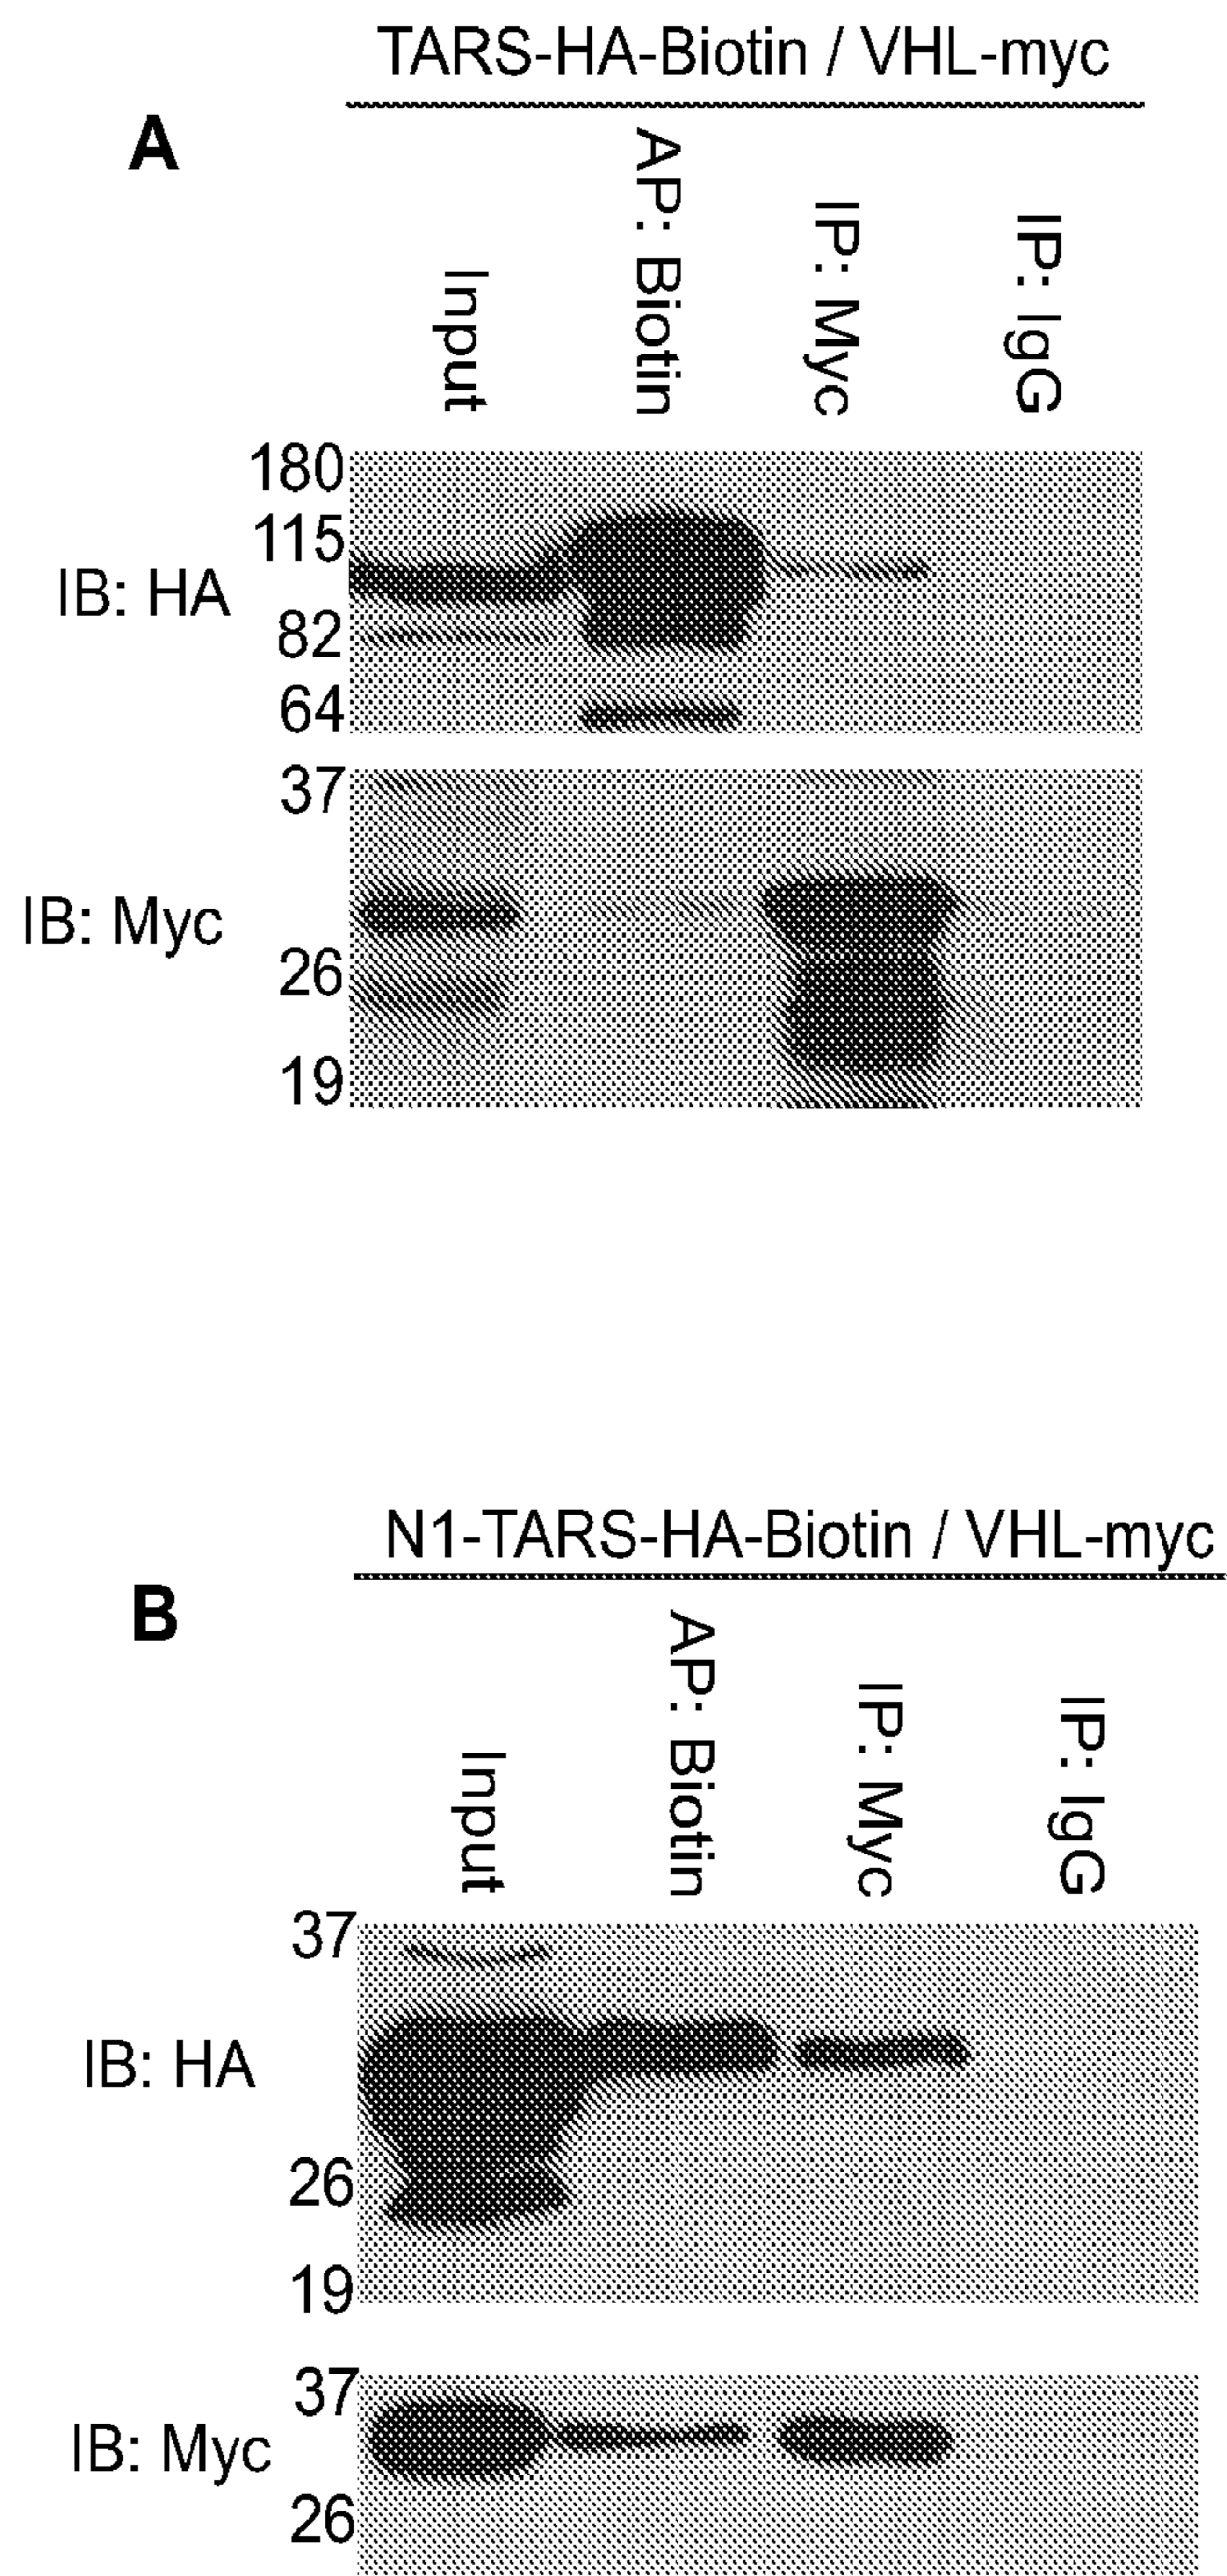 TARS-HA-Biotin / VHL-myc
A
Input
AP: Biotin
IP: Myc
IP: IgG
180
115
IB: HA
82
64
37
IB: Myc
26
19
N1-TARS-HA-Biotin / VHL-myc
B
Input
AP: Biotin
IP: Myc
IP: IgG
37
IB: HA
26
19
37
IB: Myc
26